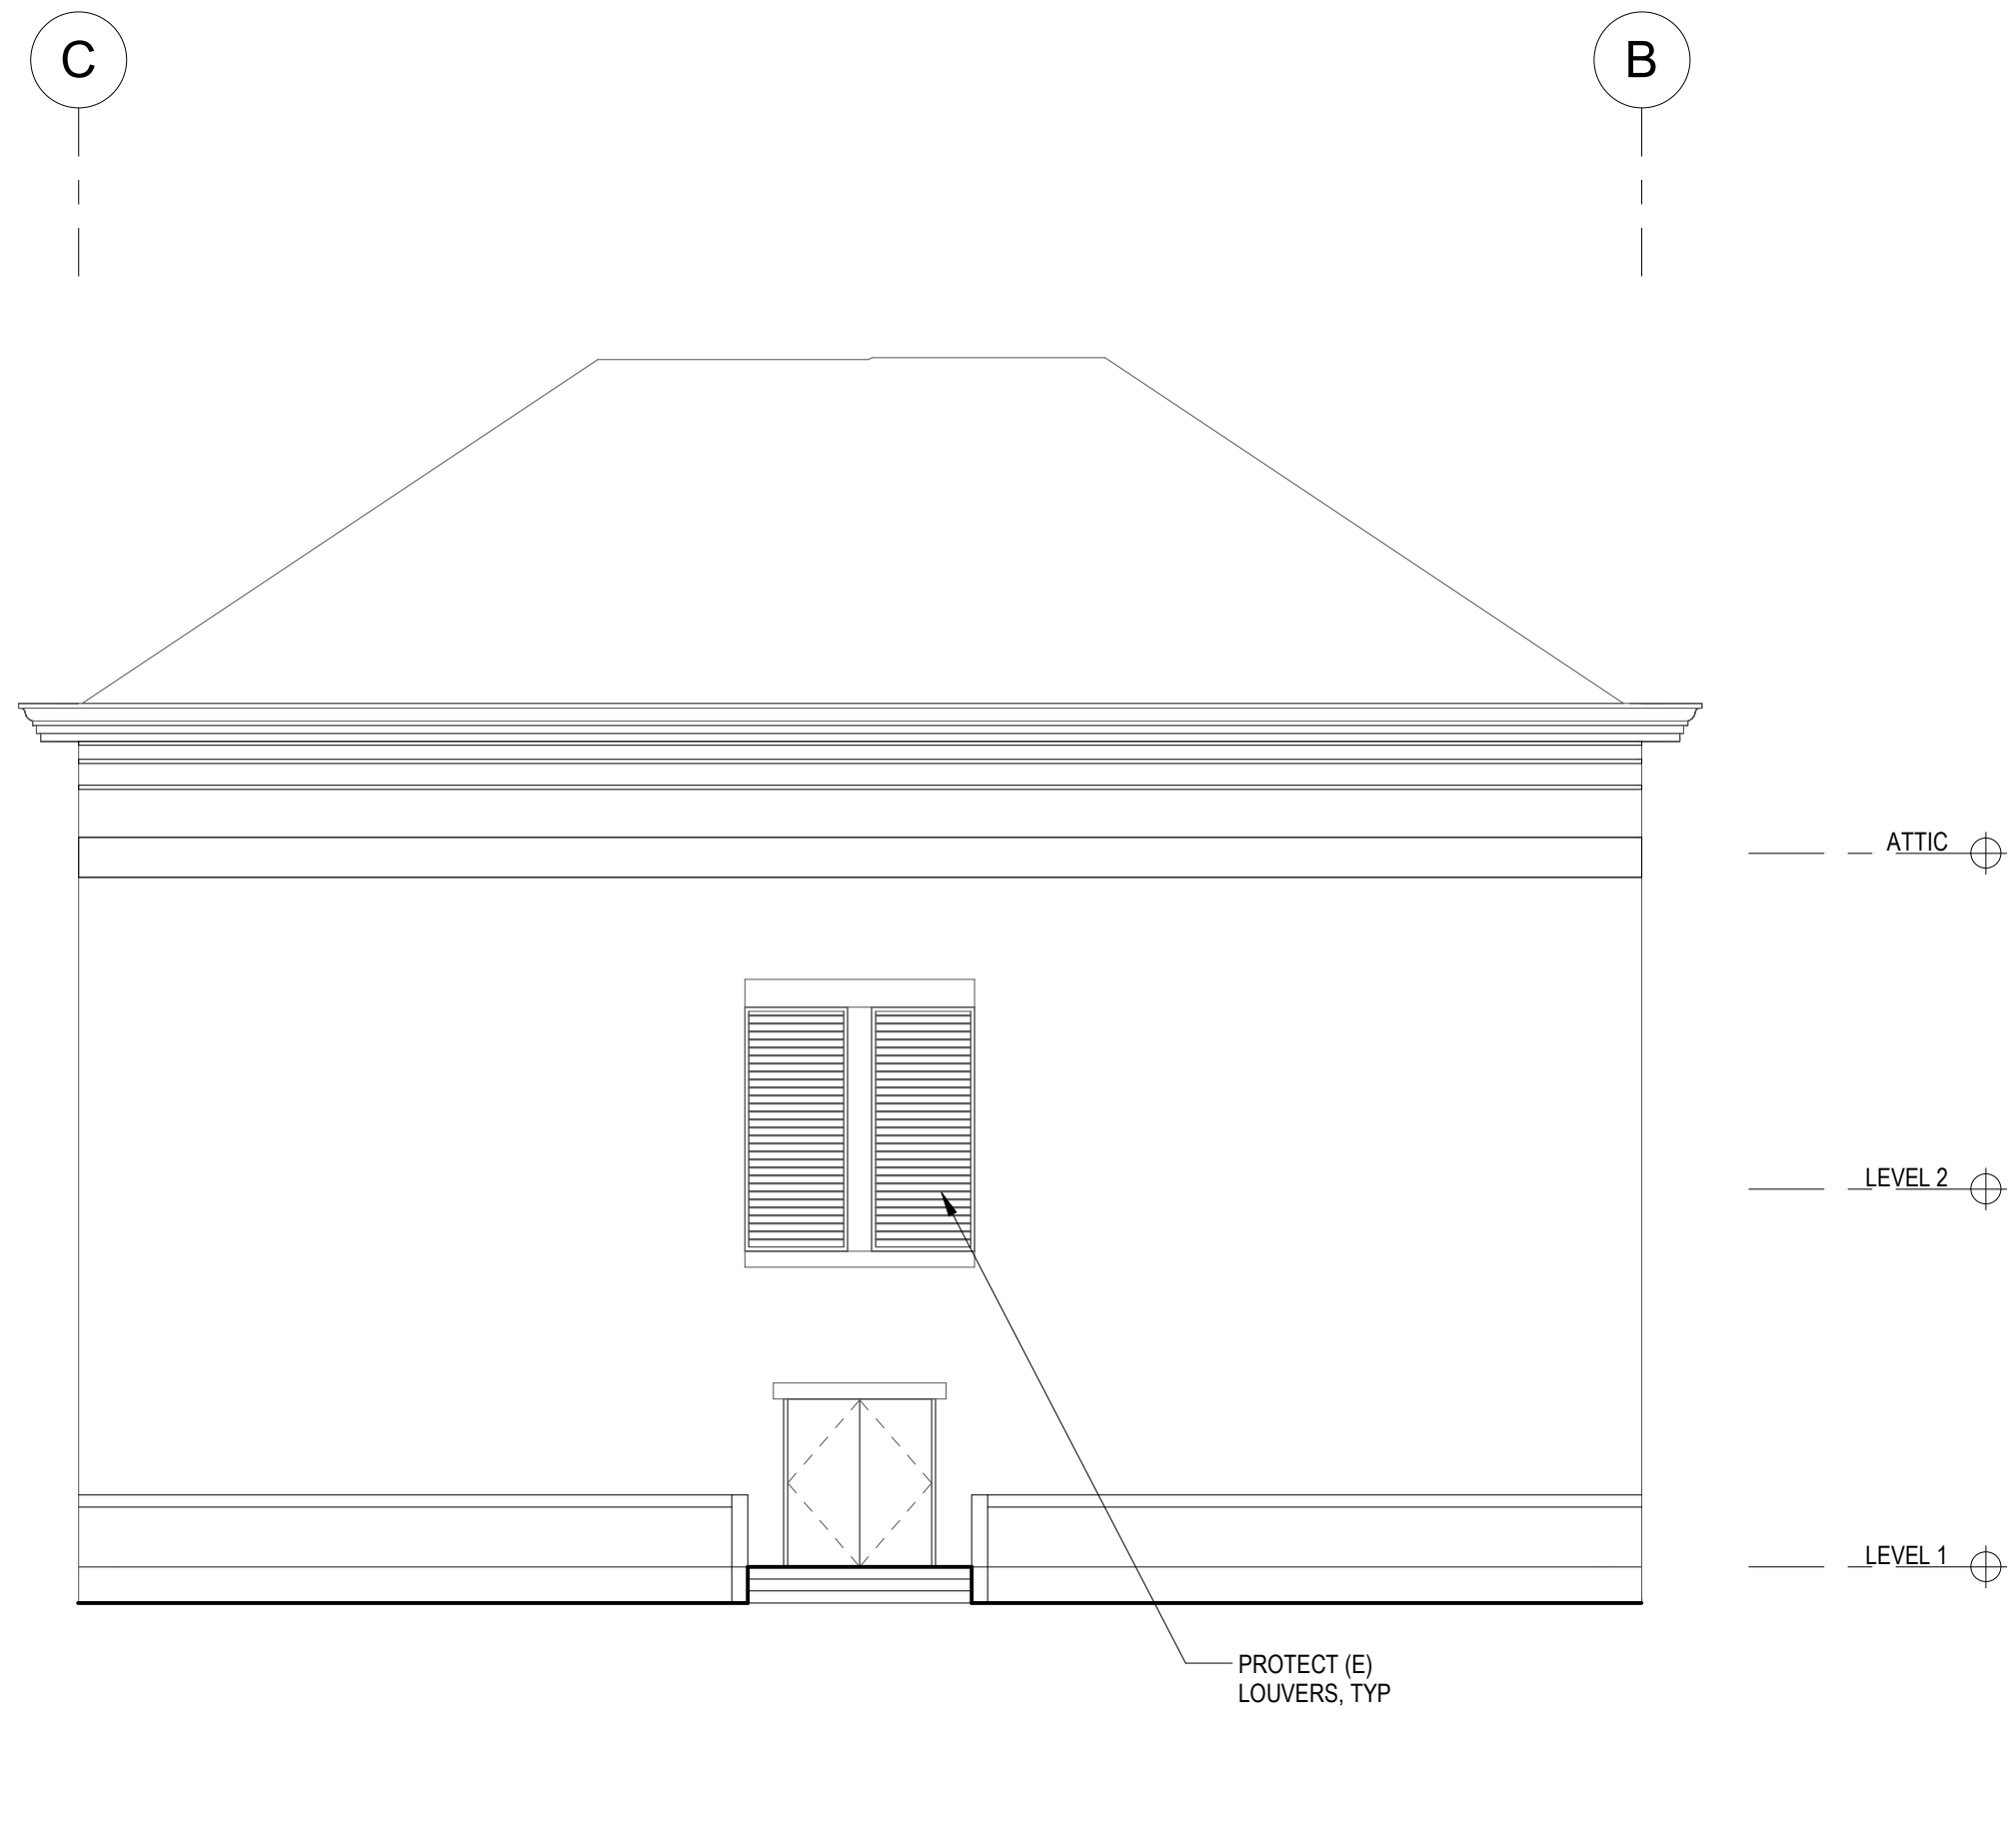 C
B
ATTIC
LEVEL 2
LEVEL 1
PROTECT (E)
LOUVERS, TYP